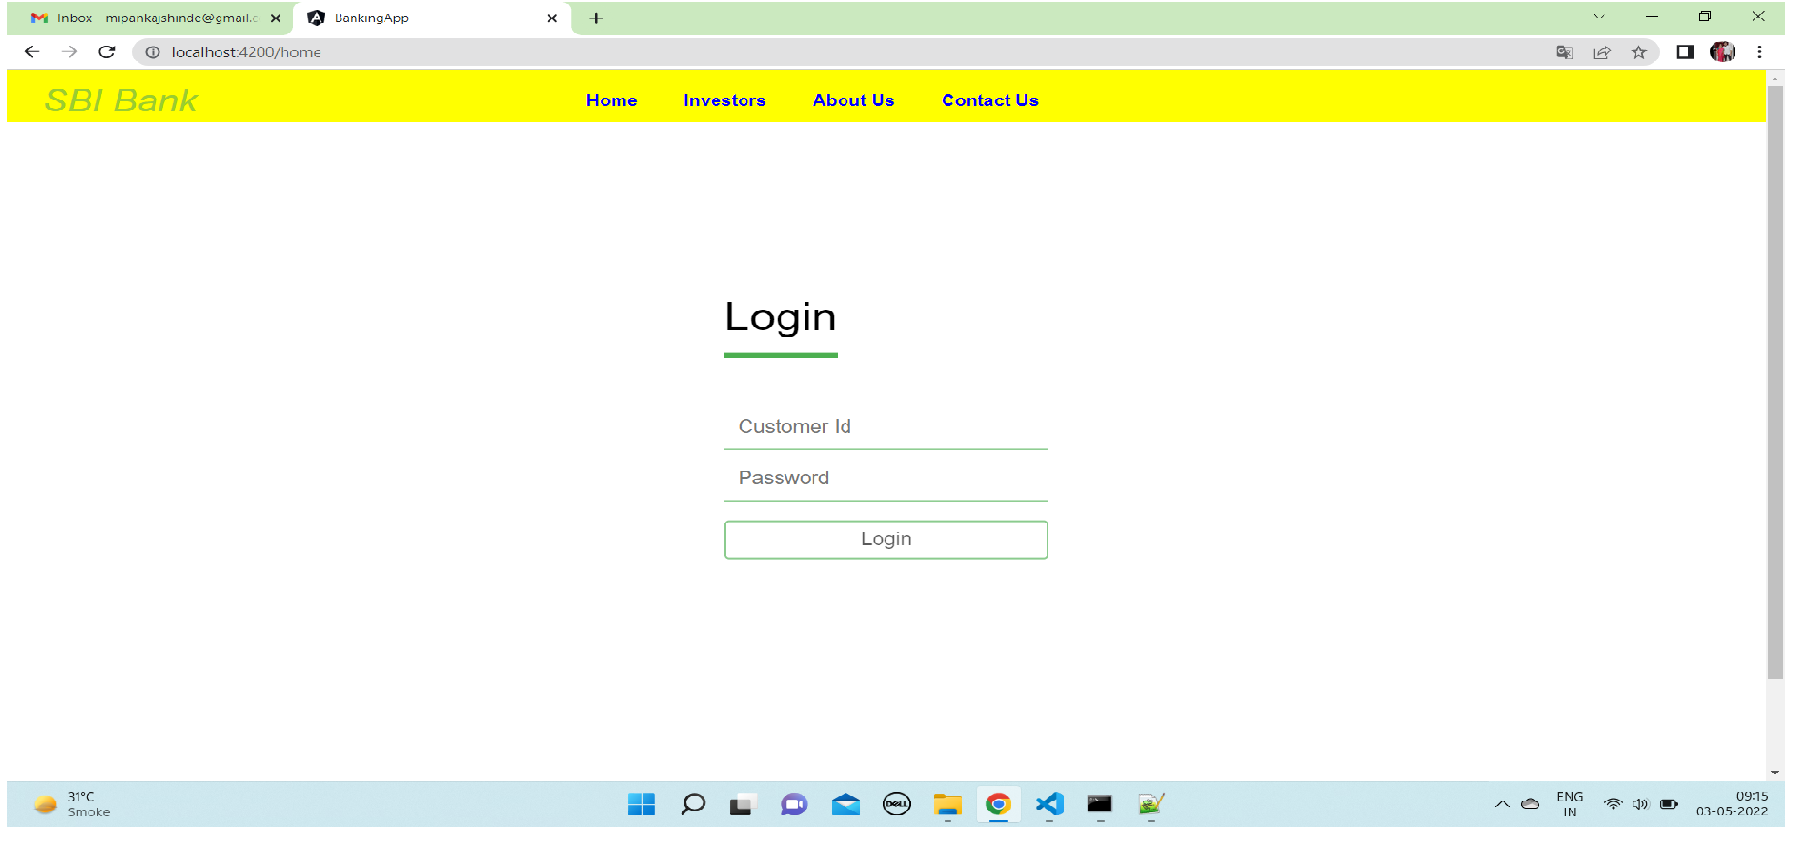 Inbox - mipankajshinde@gmail.c
BankingApp
localhost:4200/home
SBI Bank
Home Investors About Us Contact Us
Login
Customer Id
Password
Login
31°C
Smoke
DELL
ENG
IN
09:15
03-05-2022